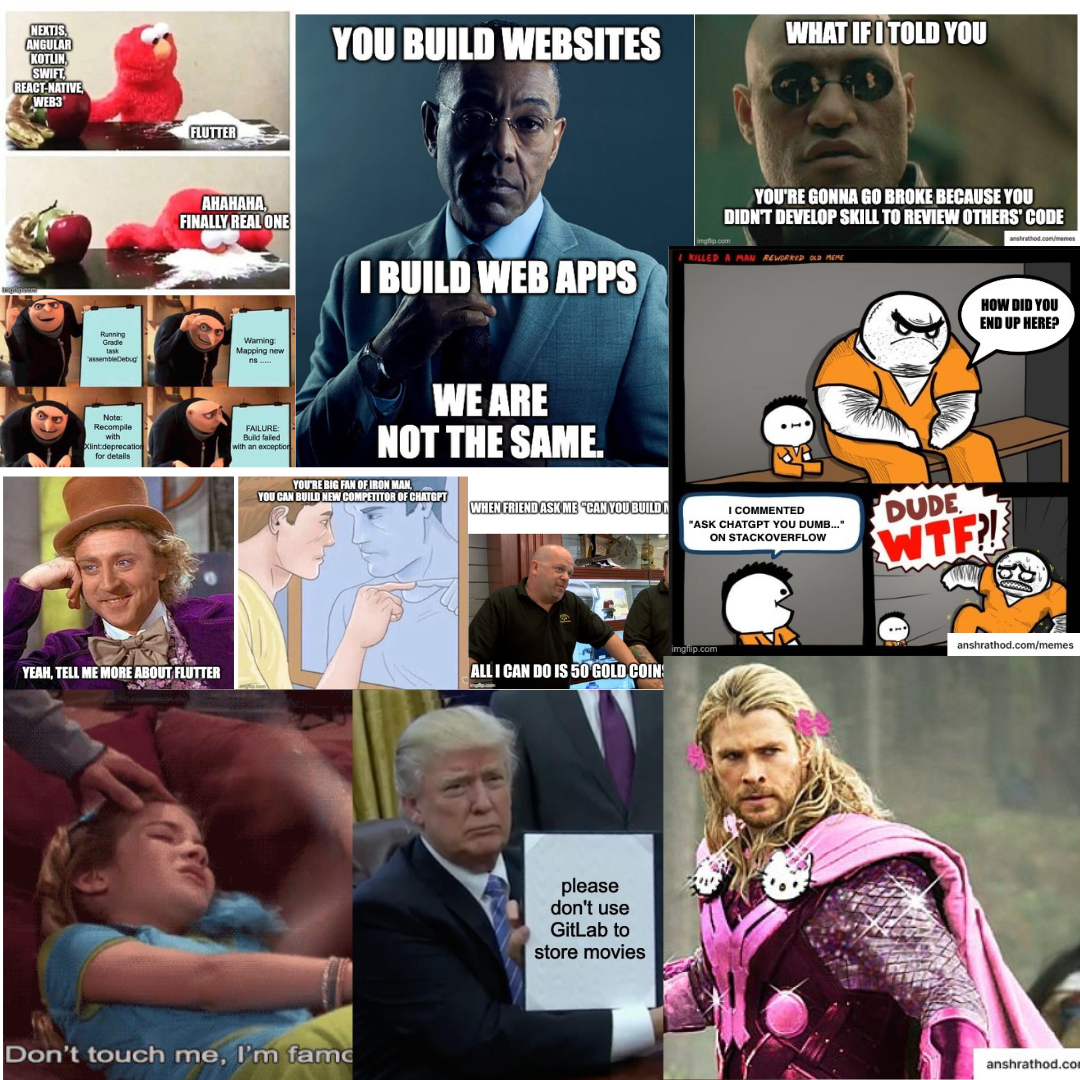 NEXTJS,
ANGULAR
KOTLIN,
SWIFT,
REACT-NATIVE,
WEB3
FLUTTER
AHAHAHA,
FINALLY REAL ONE
YOU BUILD WEBSITES
I BUILD WEB APPS
WE ARE
NOT THE SAME.
WHAT IF I TOLD YOU
YOU'RE GONNA GO BROKE BECAUSE YOU
DIDN'T DEVELOP SKILL TO REVIEW OTHERS' CODE
imgflip.com
anshrathod.com/memes
Running
Gradle
task
'assembleDebug'
Warning:
Mapping new
ns .....
Note:
Recompile
with
Xlint:deprecation
for details
FAILURE:
Build failed
with an exception
I KILLED A MAN REWORKED OLD MEME
HOW DID YOU
END UP HERE?
I COMMENTED
"ASK CHATGPT YOU DUMB..."
ON STACKOVERFLOW
DUDE,
WTF?!
imgflip.com
anshrathod.com/memes
YEAH, TELL ME MORE ABOUT FLUTTER
YOU'RE BIG FAN OF IRON MAN,
YOU CAN BUILD NEW COMPETITOR OF CHATGPT
WHEN FRIEND ASK ME "CAN YOU BUILD
ALL I CAN DO IS 50 GOLD COIN
Don't touch me, I'm famo
please
don't use
GitLab to
store movies
anshrathod.co